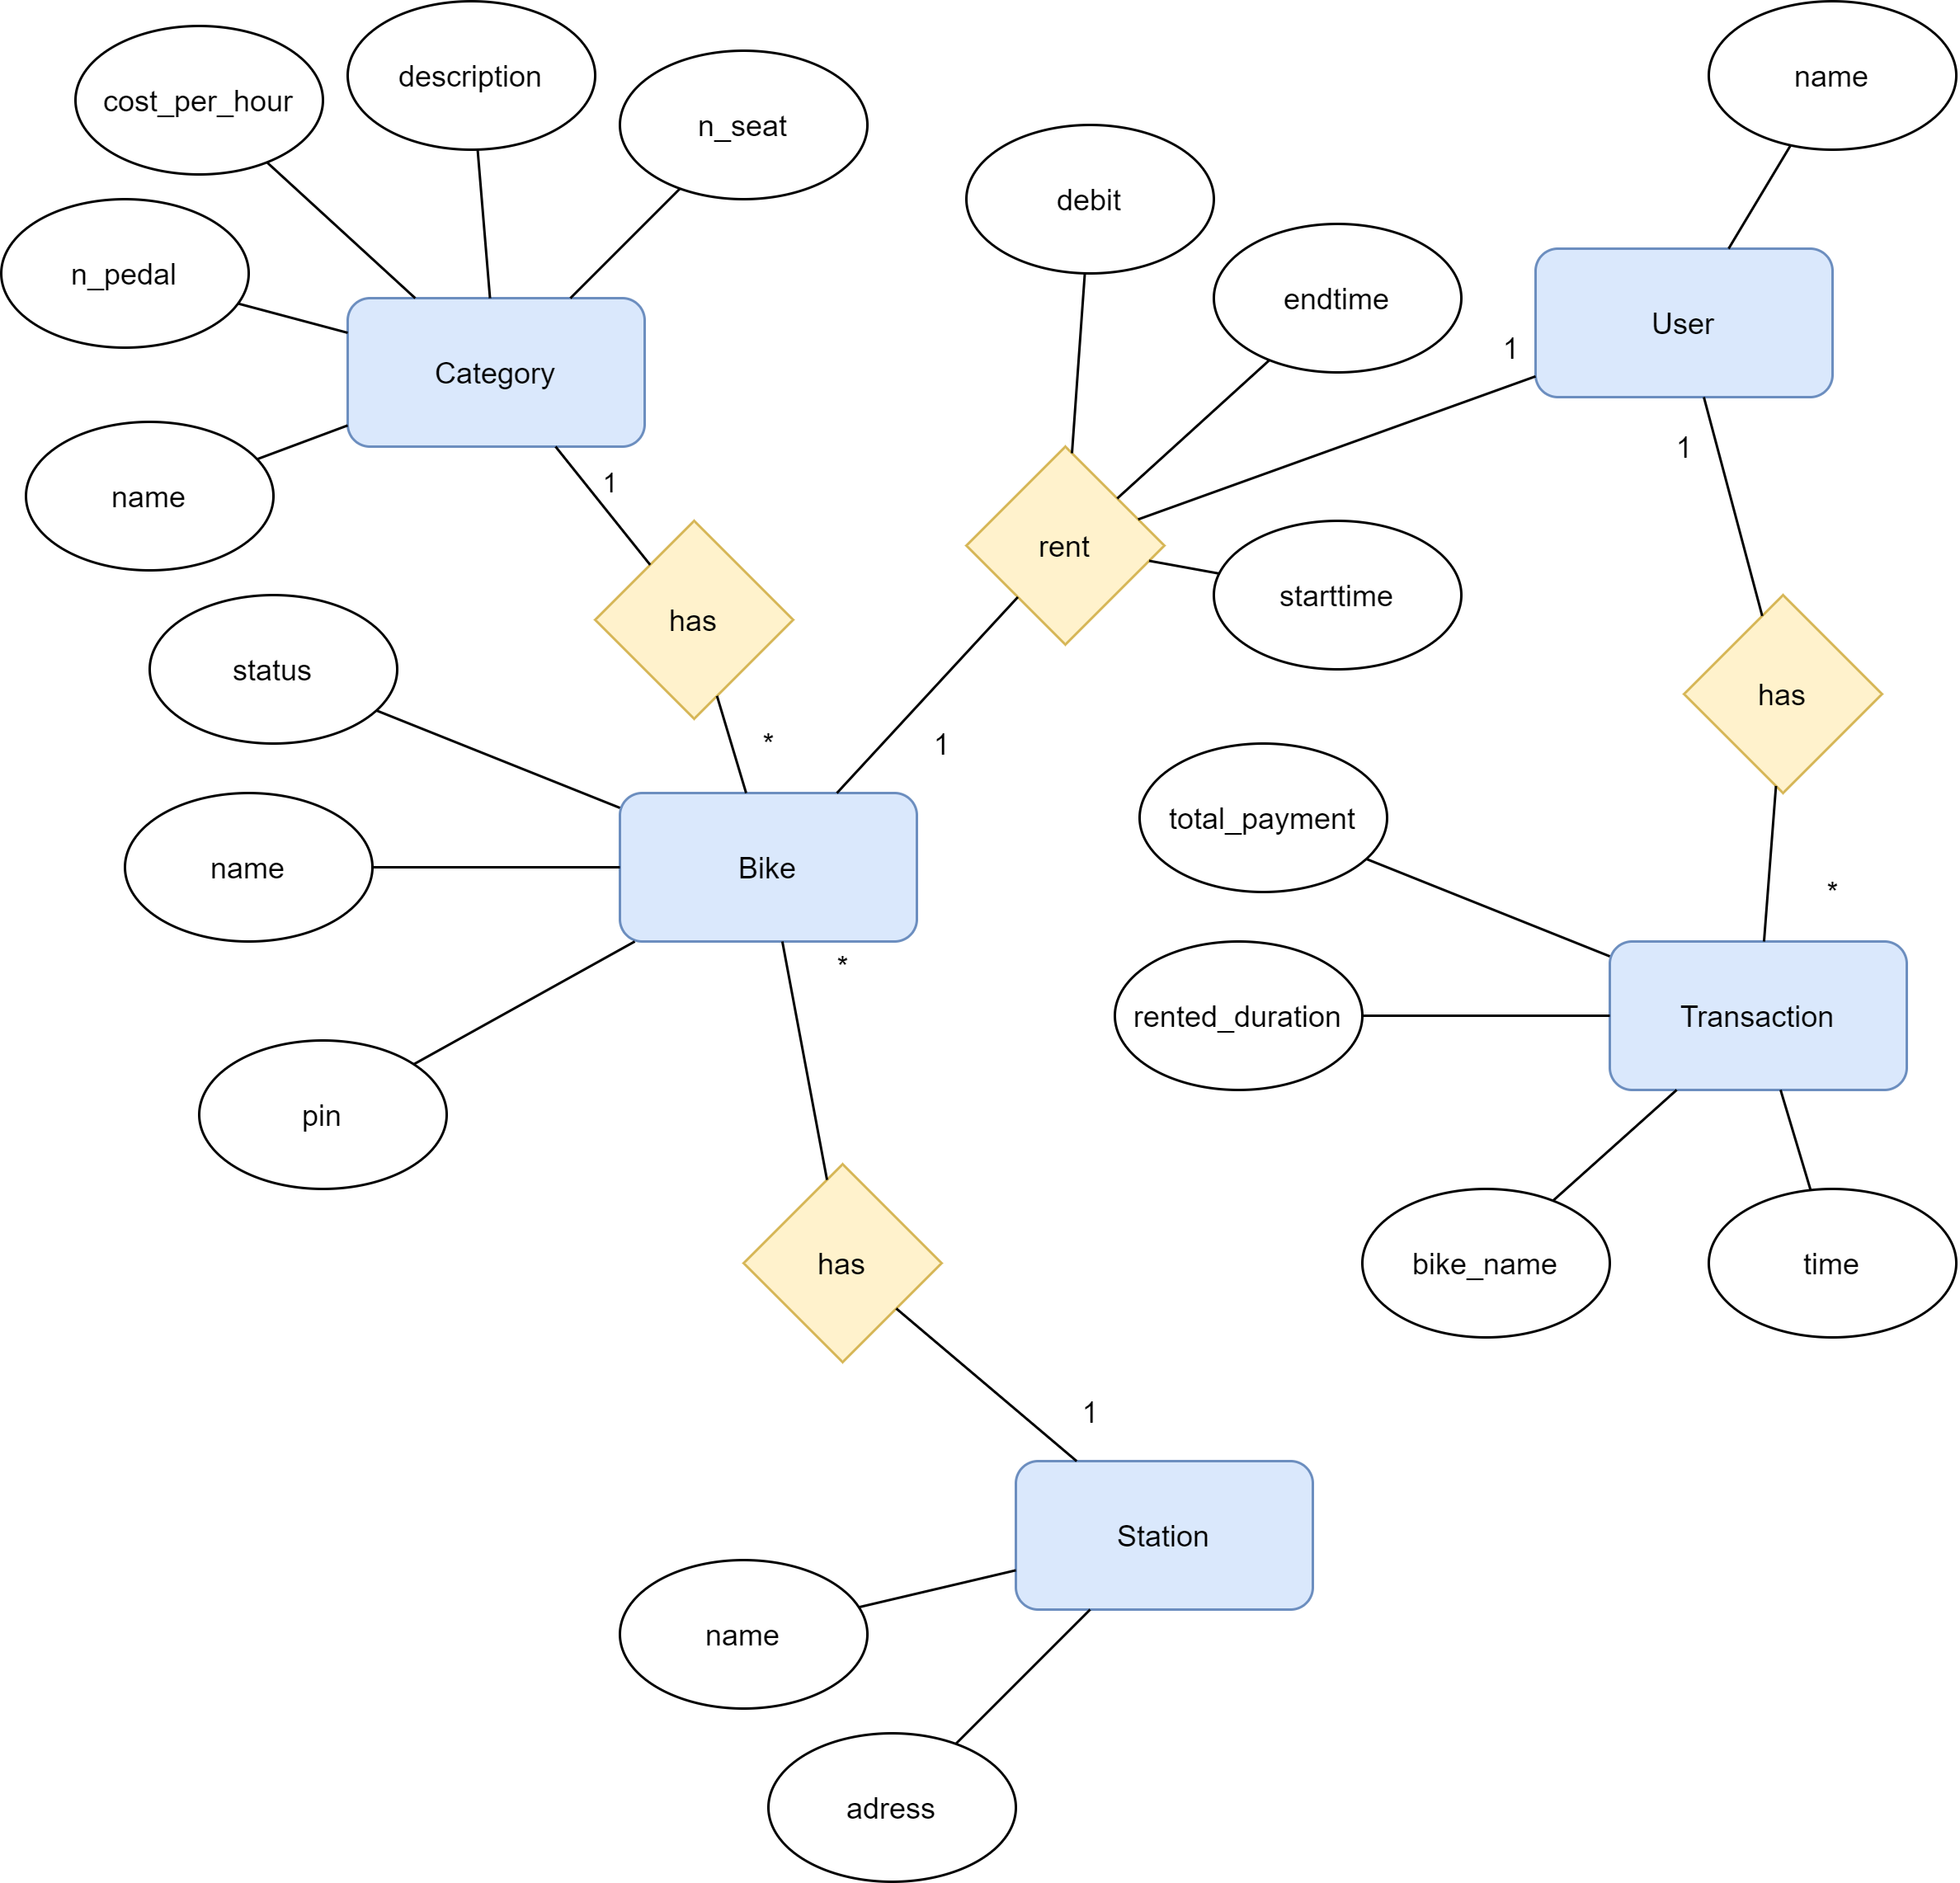 cost_per_hour
description
n_seat
name
debit
n_pedal
endtime
User
1
Category
1
name
1
rent
starttime
has
status
has
*
1
total_payment
name
Bike
*
*
rented_duration
Transaction
pin
has
bike_name
time
1
Station
name
adress